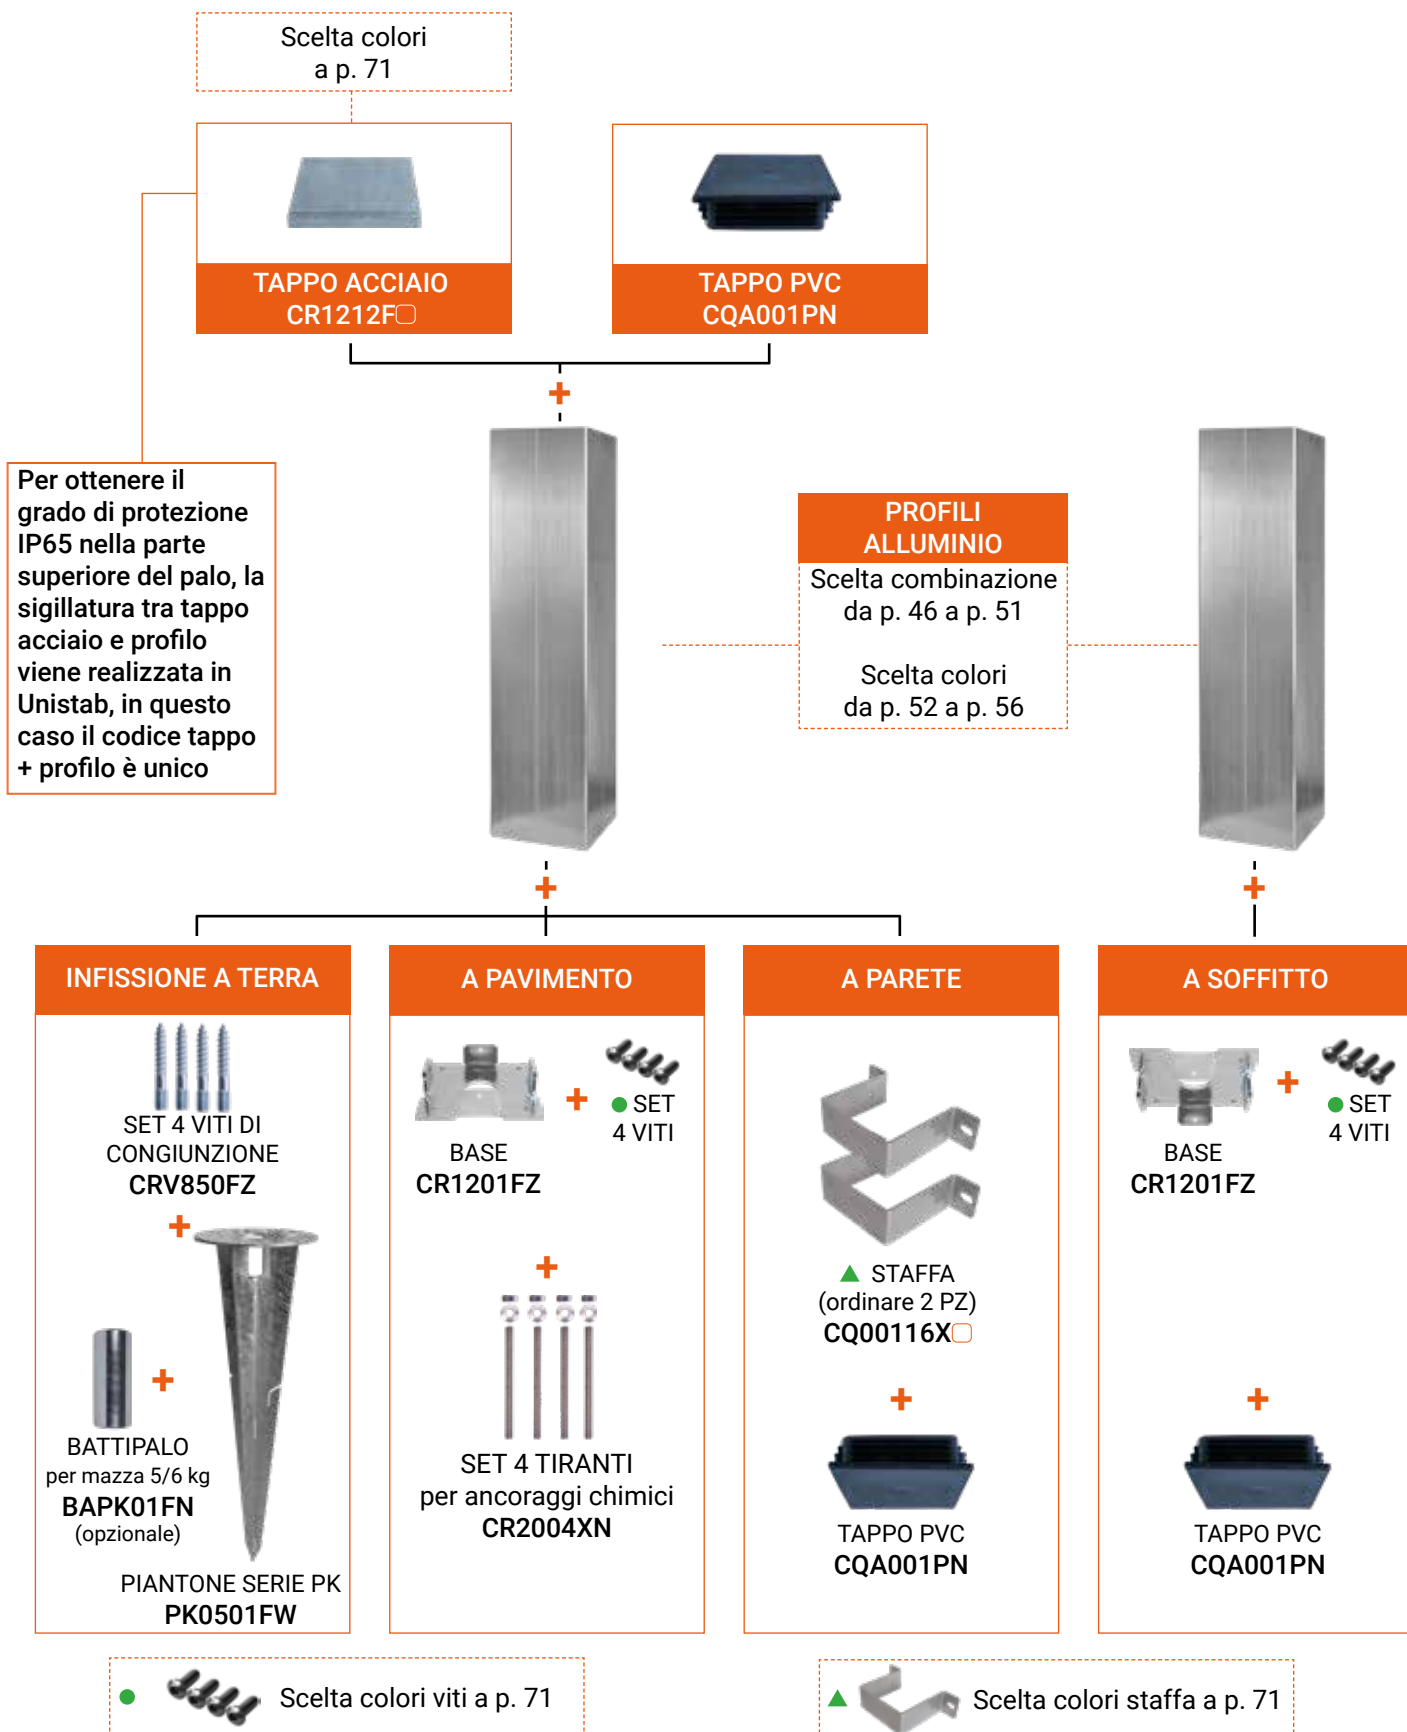 Scelta colori
a p. 71
TAPPO ACCIAIO
CR1212F▢
TAPPO PVC
CQA001PN
+
Per ottenere il
grado di protezione
IP65 nella parte
superiore del palo, la
sigillatura tra tappo
acciaio e profilo
viene realizzata in
Unistab, in questo
caso il codice tappo
+ profilo è unico
PROFILI
ALLUMINIO
Scelta combinazione
da p. 46 a p. 51
Scelta colori
da p. 52 a p. 56
+
+
INFISSIONE A TERRA
SET 4 VITI DI
CONGIUNZIONE
CRV850FZ
+
+
BATTIPALO
per mazza 5/6 kg
BAPK01FN
(opzionale)
PIANTONE SERIE PK
PK0501FW
A PAVIMENTO
+
● SET
4 VITI
BASE
CR1201FZ
+
SET 4 TIRANTI
per ancoraggi chimici
CR2004XN
A PARETE
▲ STAFFA
(ordinare 2 PZ)
CQ00116X▢
+
TAPPO PVC
CQA001PN
A SOFFITTO
+
● SET
4 VITI
BASE
CR1201FZ
+
TAPPO PVC
CQA001PN
● Scelta colori viti a p. 71
▲ Scelta colori staffa a p. 71